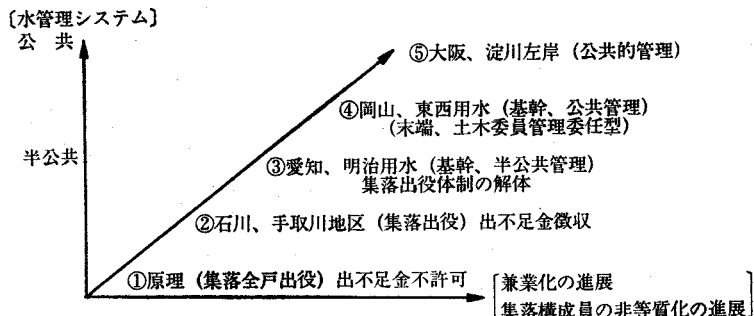 〔水管理システム〕
公共
⑤大阪、淀川左岸（公共的管理）
④岡山、東西用水（基幹、公共管理）
（末端、土木委員管理委任型）
半公共
③愛知、明治用水（基幹、半公共管理）
集落出役体制の解体
②石川、手取川地区（集落出役）出不足金徴収
①原理（集落全戸出役）出不足金不許可
兼業化の進展
集落構成員の非等質化の進展